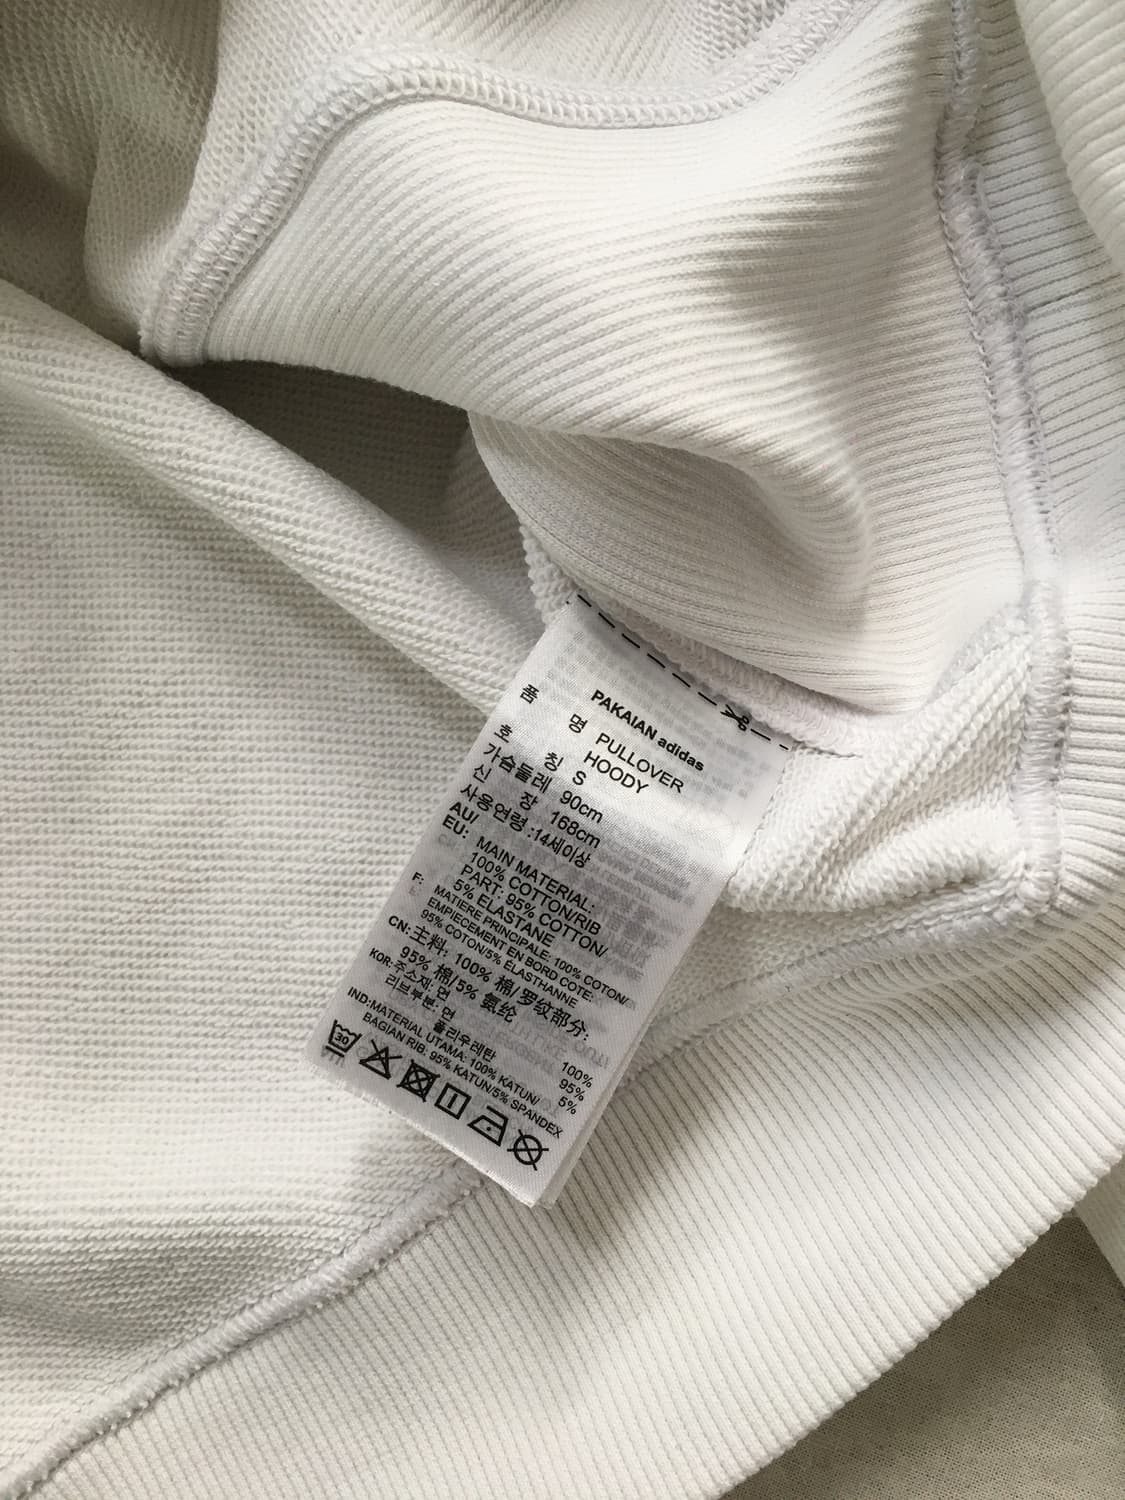 PAKAIAN adidas
품 명 PULLOVER
HOODY
호 칭 S
가슴둘레 90cm
신 장 168cm
사용연령 :14세이상
AU/
EU: MAIN MATERIAL:
100% COTTON/RIB
PART: 95% COTTON/
5% ELASTANE
F: MATIERE PRINCIPALE: 100% COTON/
EMPIECEMENT EN BORD COTE:
95% COTON/5% ÉLASTHANNE
CN: 主料: 100% 棉/罗纹部分:
95% 棉/5% 氨纶
KOR: 주소재: 면 100%
리브부분: 면 95%
폴리우레탄 5%
IND:MATERIAL UTAMA: 100% KATUN/
BAGIAN RIB: 95% KATUN/5% SPANDEX
30